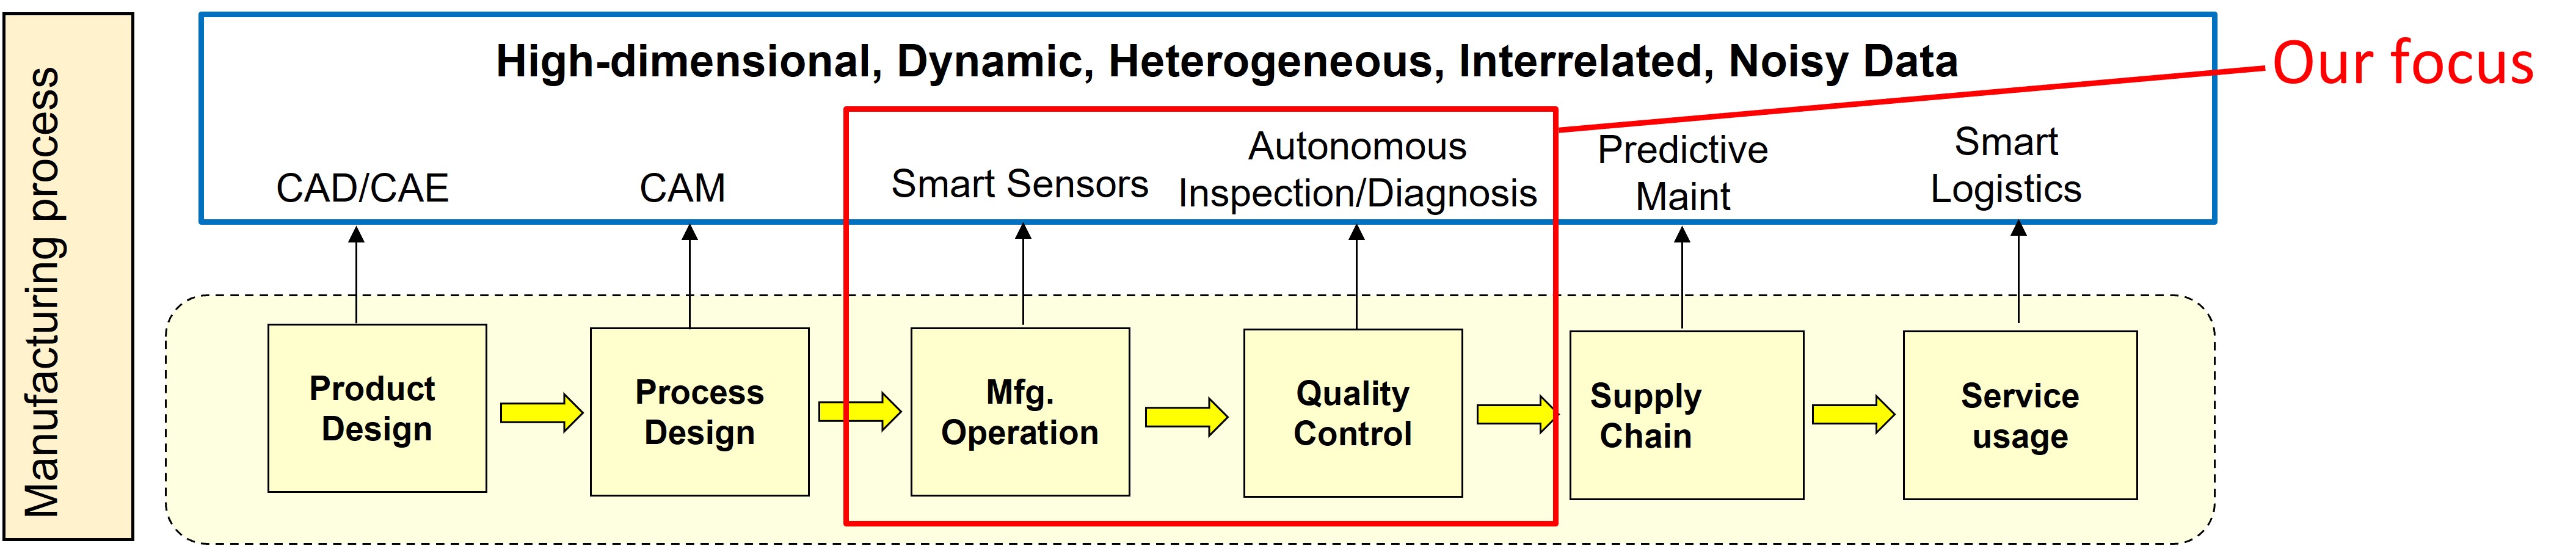 Manufacturing process
High-dimensional, Dynamic, Heterogeneous, Interrelated, Noisy Data
Our focus
CAD/CAE
CAM
Smart Sensors
Autonomous
Inspection/Diagnosis
Predictive
Maint
Smart
Logistics
Product
Design
Process
Design
Mfg.
Operation
Quality
Control
Supply
Chain
Service
usage